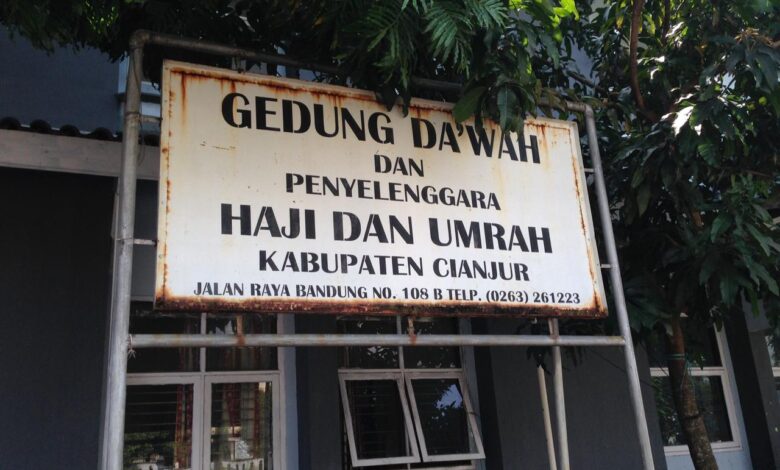 GEDUNG DA'WAH
DAN
PENYELENGGARA
HAJI DAN UMRAH
KABUPATEN CIANJUR
JALAN RAYA BANDUNG NO. 108 B TELP. (0263) 261223